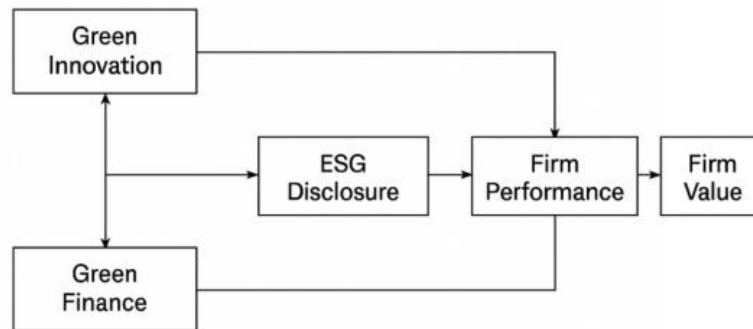 Green
Innovation
ESG
Disclosure
Firm
Performance
Firm
Value
Green
Finance